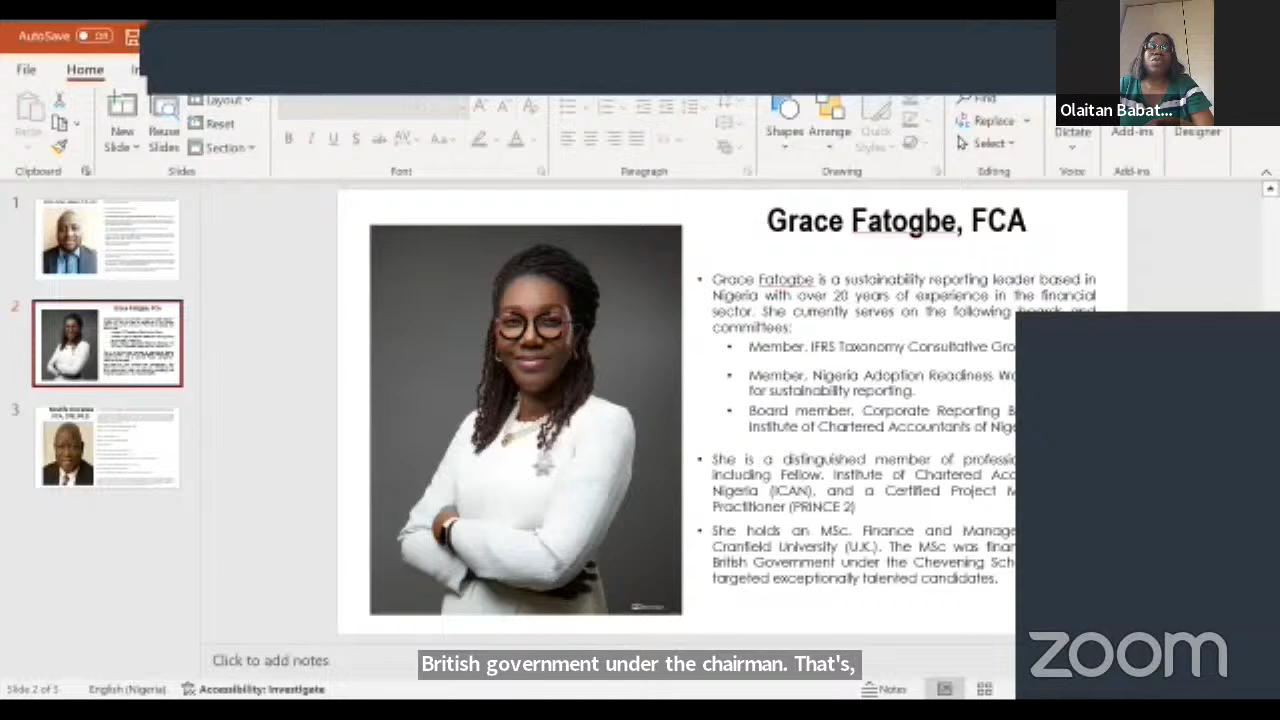 AutoSave Off
File Home
Olaitan Babat...
New
Slide
Reuse
Slides
Layout
Reset
Section
B I U S ab AV Aa A
Shapes Arrange Quick
Styles
Find
Replace
Select
Dictate Add-ins Designer
Clipboard Slides Font Paragraph Drawing Editing Voice Add-ins
1
2
3
Grace Fatogbe, FCA
• Grace Fatogbe is a sustainability reporting leader based in
Nigeria with over 20 years of experience in the financial
sector. She currently serves on the following boards and
committees:
• Member, IFRS Taxonomy Consultative Gro
• Member, Nigeria Adoption Readiness Wo
for sustainability reporting.
• Board member, Corporate Reporting B
Institute of Chartered Accountants of Nige
• She is a distinguished member of professio
including Fellow, Institute of Chartered Acc
Nigeria (ICAN), and a Certified Project M
Practitioner (PRINCE 2)
• She holds an MSc. Finance and Manage
Cranfield University (U.K.). The MSc was finan
British Government under the Chevening Sch
targeted exceptionally talented candidates.
Click to add notes
British government under the chairman. That's,
zoom
Slide 2 of 3 English (Nigeria) Accessibility: Investigate Notes